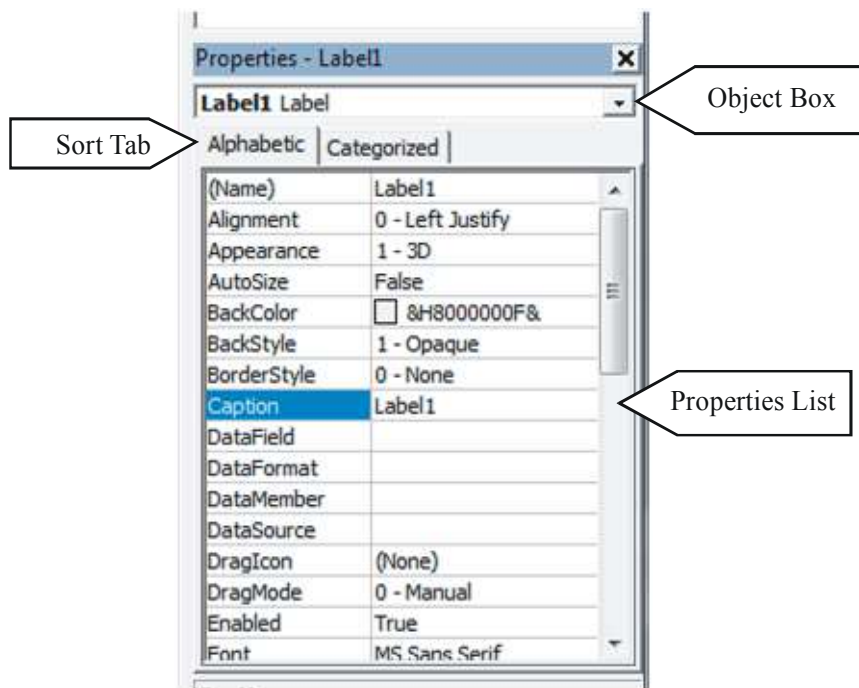 Properties - Label1
Label1 Label
Object Box
Sort Tab
Alphabetic Categorized
(Name) Label1
Alignment 0 - Left Justify
Appearance 1 - 3D
AutoSize False
BackColor &H8000000F&
BackStyle 1 - Opaque
BorderStyle 0 - None
Caption Label1
Properties List
DataField
DataFormat
DataMember
DataSource
DragIcon (None)
DragMode 0 - Manual
Enabled True
Font MS Sans Serif